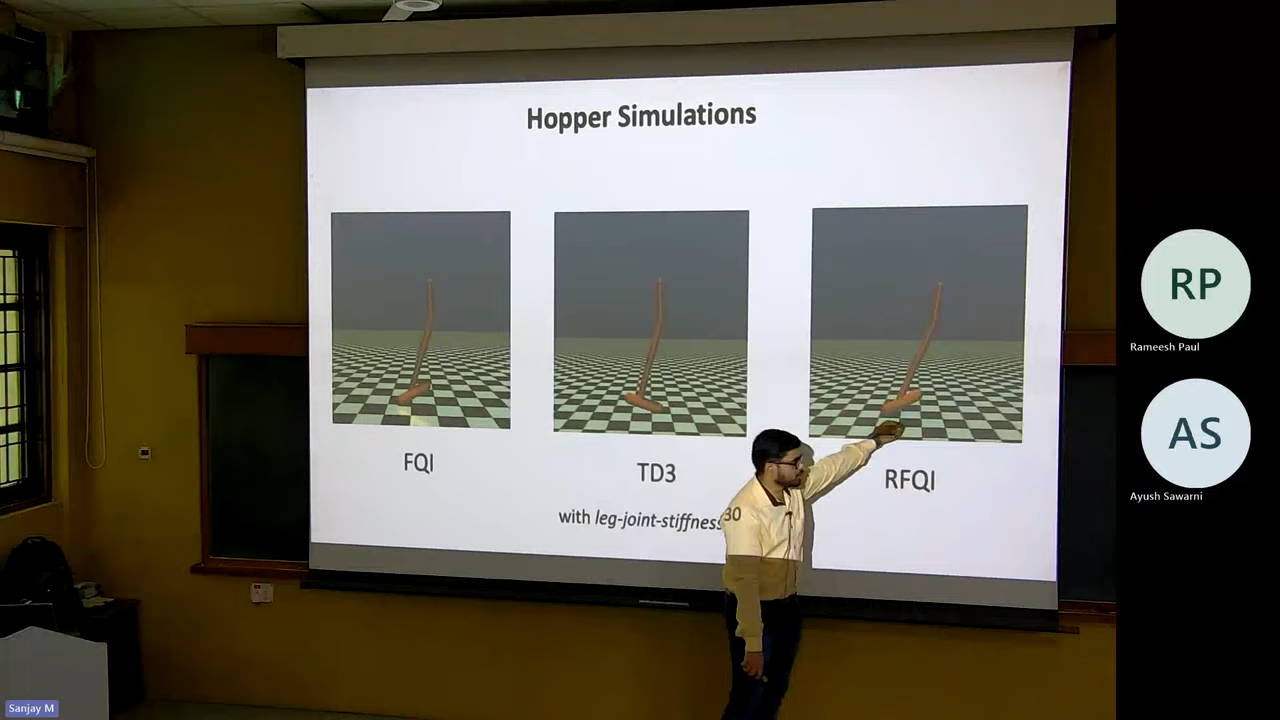 Hopper Simulations
FQI
TD3
RFQI
with leg-joint-stiffness 30
RP
Rameesh Paul
AS
Ayush Sawarni
Sanjay M